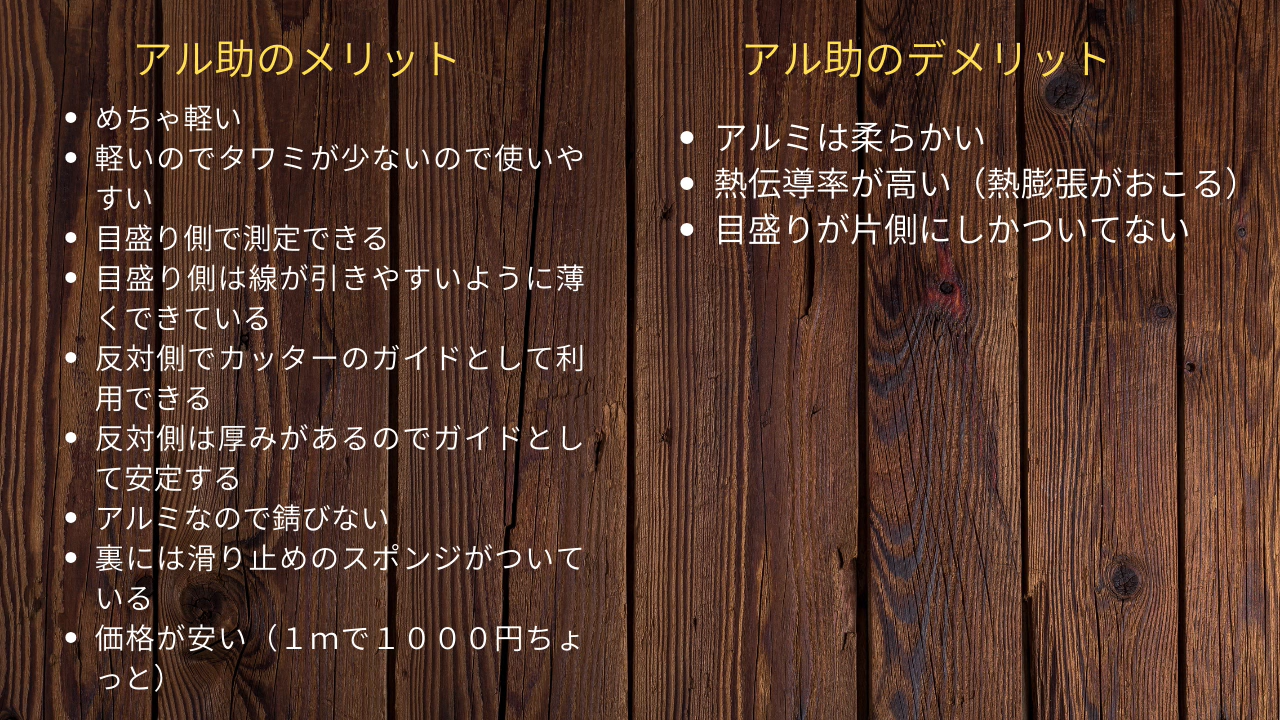 アル助のメリット
めちゃ軽い
軽いのでタワミが少ないので使いや
すい
目盛り側で測定できる
目盛り側は線が引きやすいように薄
くできている
反対側でカッターのガイドとして利
用できる
反対側は厚みがあるのでガイドとし
て安定する
アルミなので錆びない
裏には滑り止めのスポンジがついて
いる
価格が安い（１ｍで１０００円ちょ
っと）
アル助のデメリット
アルミは柔らかい
熱伝導率が高い（熱膨張がおこる）
目盛りが片側にしかついてない